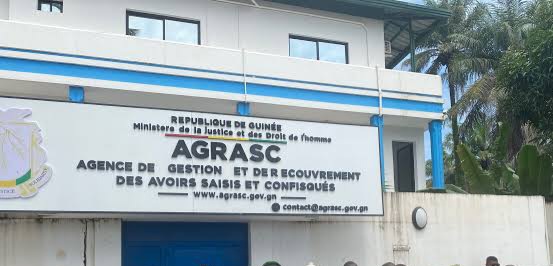 REPUBLIQUE DE GUINÉE
Ministere de la Justice et des Droit de l'homme
AGRASC
AGENCE DE GESTION ET DE RECOUVREMENT
DES AVOIRS SAISIS ET CONFISQUÉS
www.agrasc.gov.gn
contact@agrasc.gov.gn